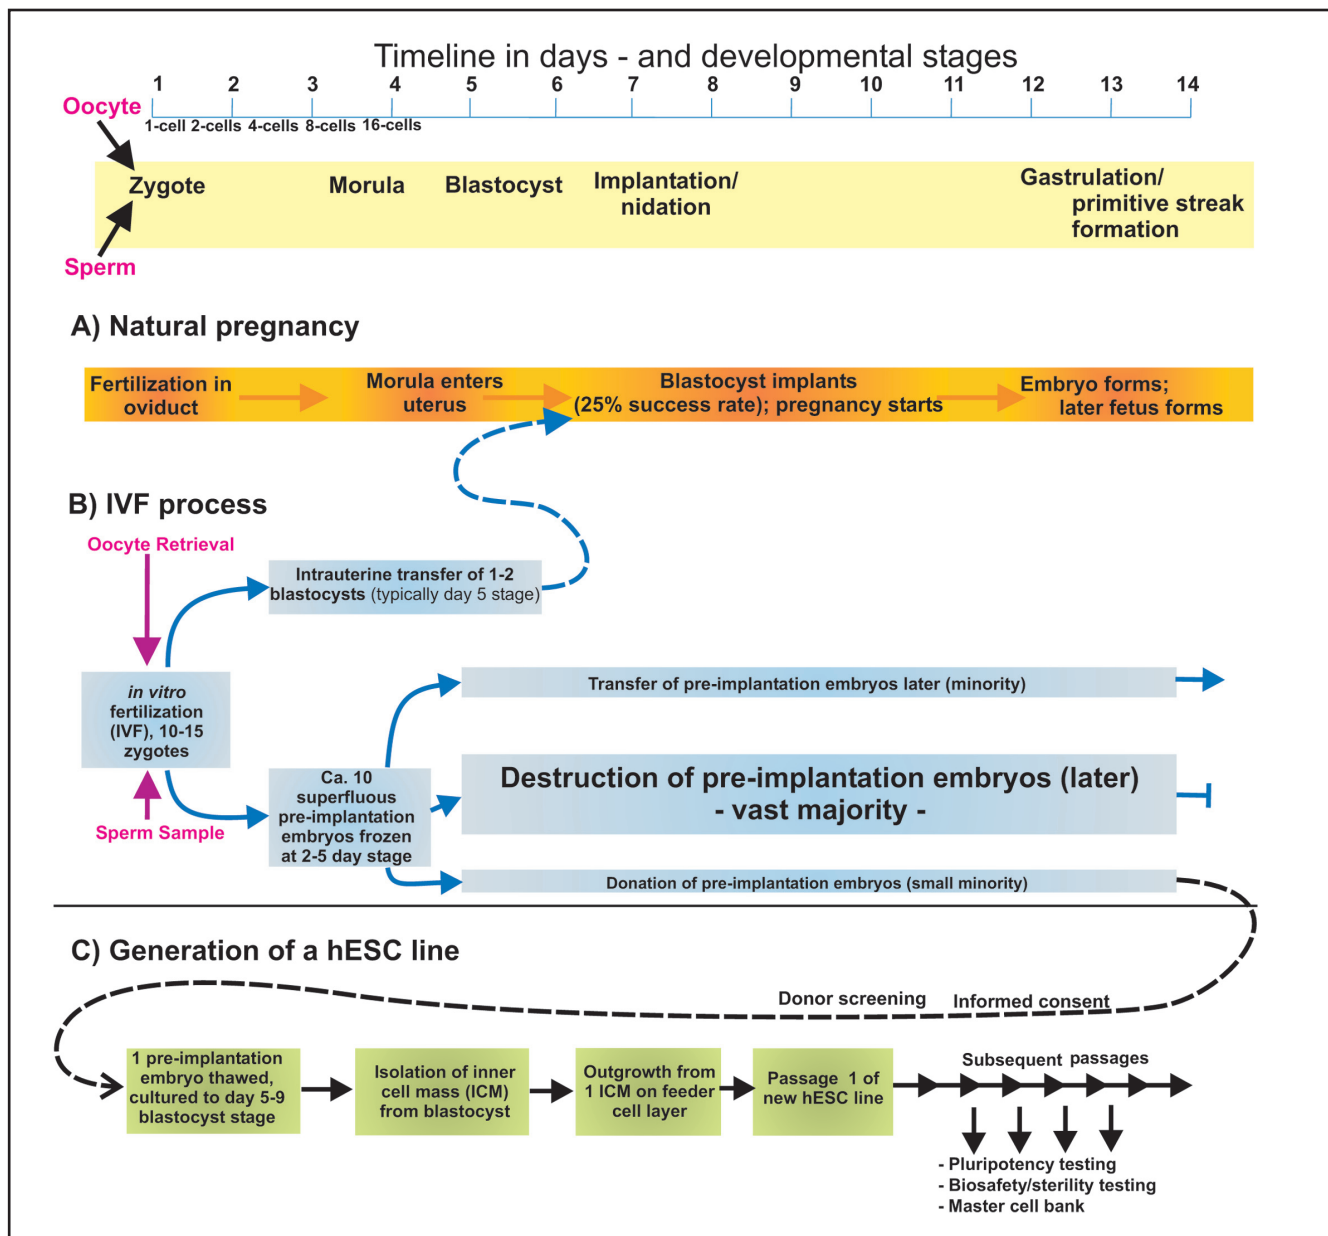 Timeline in days - and developmental stages
1 2 3 4 5 6 7 8 9 10 11 12 13 14
Oocyte
1-cell 2-cells 4-cells 8-cells 16-cells
Zygote
Morula
Blastocyst
Implantation/
nidation
Gastrulation/
primitive streak
formation
Sperm
A) Natural pregnancy
Fertilization in
oviduct
Morula enters
uterus
Blastocyst implants
(25% success rate); pregnancy starts
Embryo forms;
later fetus forms
B) IVF process
Oocyte Retrieval
Intrauterine transfer of 1-2
blastocysts (typically day 5 stage)
in vitro
fertilization
(IVF), 10-15
zygotes
Sperm Sample
Transfer of pre-implantation embryos later (minority)
Ca. 10
superfluous
pre-implantation
embryos frozen
at 2-5 day stage
Destruction of pre-implantation embryos (later)
- vast majority -
Donation of pre-implantation embryos (small minority)
C) Generation of a hESC line
Donor screening
Informed consent
1 pre-implantation
embryo thawed,
cultured to day 5-9
blastocyst stage
Isolation of inner
cell mass (ICM)
from blastocyst
Outgrowth from
1 ICM on feeder
cell layer
Passage 1 of
new hESC line
Subsequent passages
- Pluripotency testing
- Biosafety/sterility testing
- Master cell bank